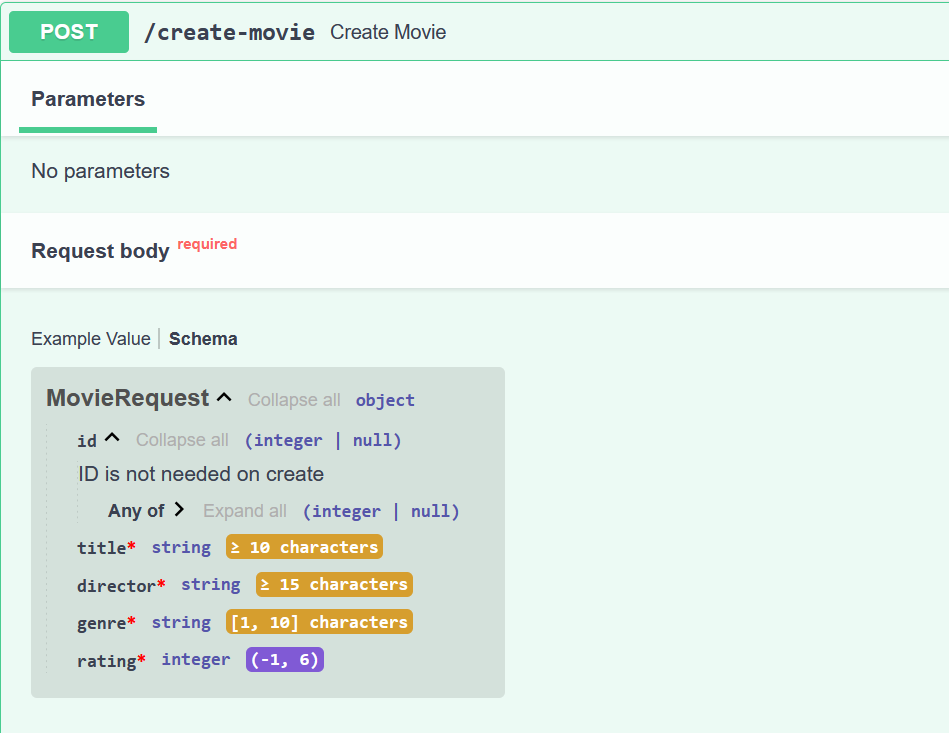 POST /create-movie Create Movie
Parameters
No parameters
Request body required
Example Value | Schema
MovieRequest Collapse all object
id Collapse all (integer | null)
ID is not needed on create
Any of Expand all (integer | null)
title* string ≥ 10 characters
director* string ≥ 15 characters
genre* string [1, 10] characters
rating* integer (-1, 6)